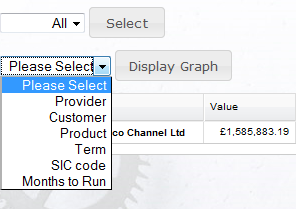 All Select
Please Select Display Graph
Please Select
Provider
Value
Customer
Product co Channel Ltd £1,585,883.19
Term
SIC code
Months to Run